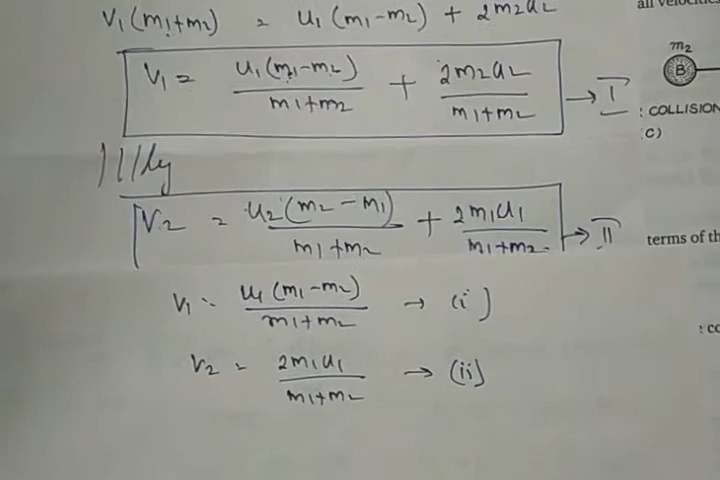 V₁(m₁+m₂) = u₁(m₁-m₂) + 2m₂u₂
V₁ = u₁(m₁-m₂)/m₁+m₂ + 2m₂u₂/m₁+m₂ → I
|||ly
V₂ = u₂(m₂-m₁)/m₁+m₂ + 2m₁u₁/m₁+m₂ → II
V₁ = u₁(m₁-m₂)/m₁+m₂ → (i)
V₂ = 2m₁u₁/m₁+m₂ → (ii)
m₂
B
: COLLISION
C)
terms of th